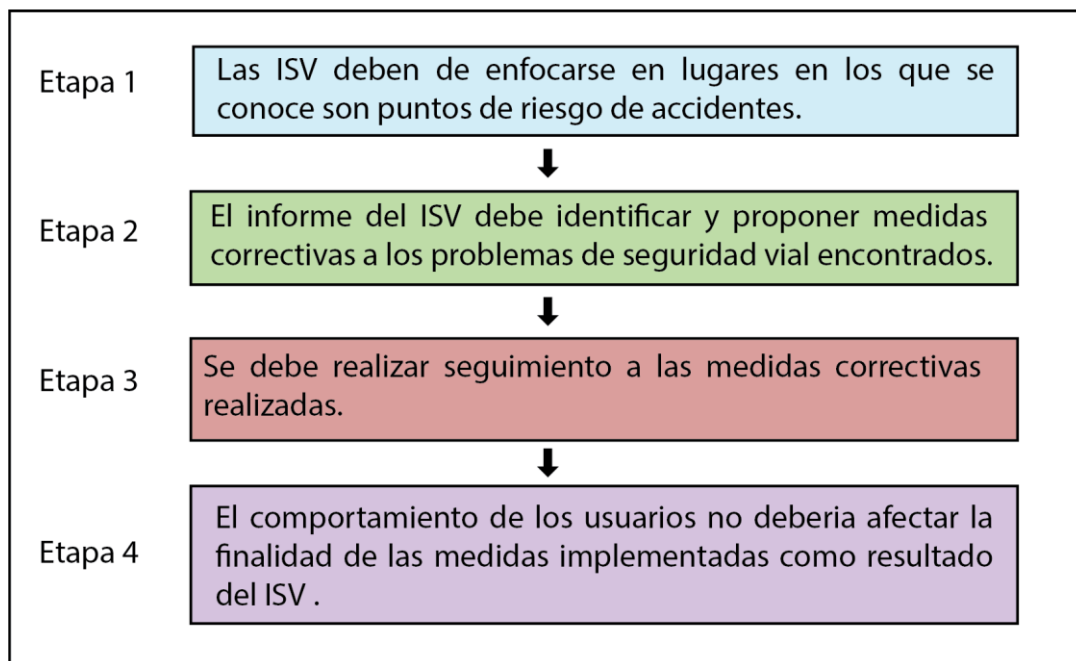 Etapa 1
Las ISV deben de enfocarse en lugares en los que se
conoce son puntos de riesgo de accidentes.
Etapa 2
El informe del ISV debe identificar y proponer medidas
correctivas a los problemas de seguridad vial encontrados.
Etapa 3
Se debe realizar seguimiento a las medidas correctivas
realizadas.
Etapa 4
El comportamiento de los usuarios no deberia afectar la
finalidad de las medidas implementadas como resultado
del ISV .